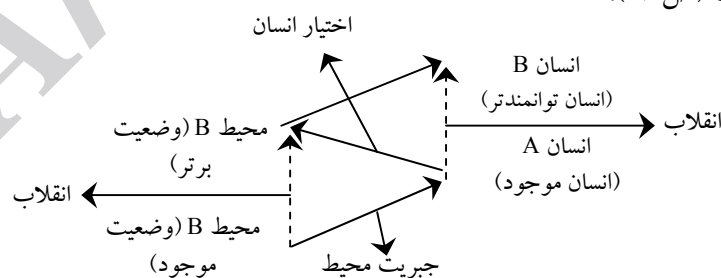 اختیار انسان
انسان B
(انسان توانمندتر)
انقلاب
انسان A
(انسان موجود)
محیط B (وضعیت
برتر)
انقلاب
محیط B (وضعیت
موجود)
جبریت محیط